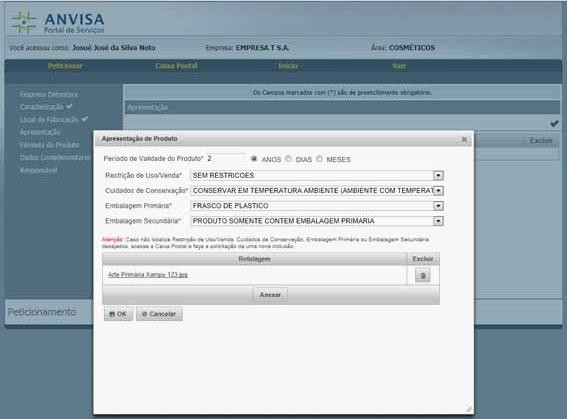 ANVISA
Portal de Serviços
Você acessou como: Josué José da Silva Neto Empresa: EMPRESA T S.A. Área: COSMÉTICOS
Peticionar Caixa Postal Início Sair
Os Campos marcados com (*) são de preenchimento obrigatório.
Empresa Detentora
Caracterização
Local de Fabricação
Apresentação
Fórmula do Produto
Dados Complementares
Responsável
Apresentação
Excluir
Apresentação de Produto
Período de Validade do Produto* 2 ANOS DIAS MESES
Restrição de Uso/Venda* SEM RESTRICOES
Cuidados de Conservação* CONSERVAR EM TEMPERATURA AMBIENTE (AMBIENTE COM TEMPERAT
Embalagem Primária* FRASCO DE PLASTICO
Embalagem Secundária* PRODUTO SOMENTE CONTEM EMBALAGEM PRIMARIA
Atenção: Caso não localize Restrição de Uso/Venda, Cuidados de Conservação, Embalagem Primária ou Embalagem Secundária
desejados, acesse a Caixa Postal e faça a solicitação de uma nova inclusão.
Rotulagem Excluir
Arte Primária Xampu 123.jpg
Anexar
OK Cancelar
Peticionamento